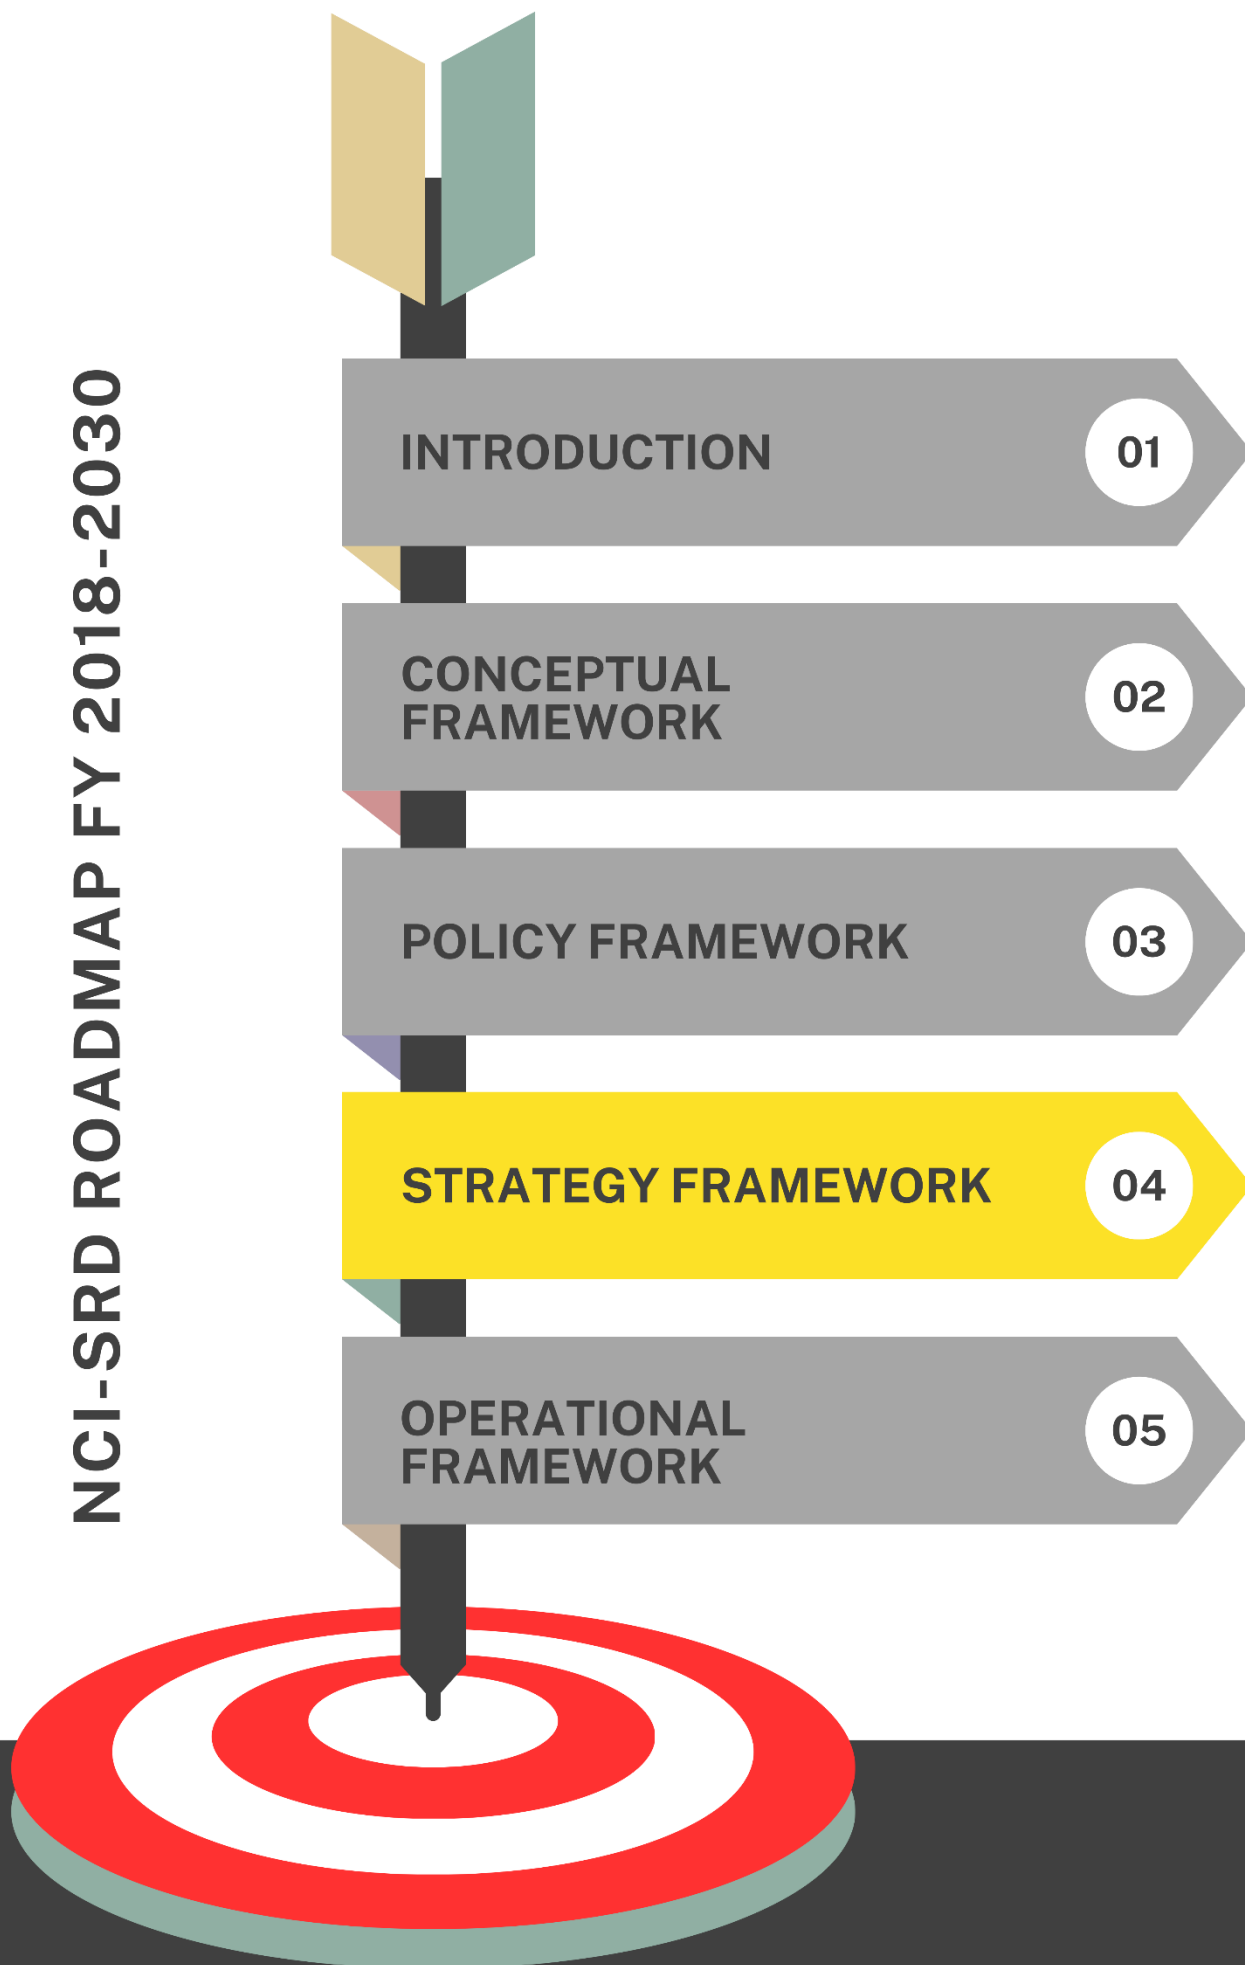 NCI-SRD ROADMAP FY 2018-2030
INTRODUCTION
01
CONCEPTUAL
FRAMEWORK
02
POLICY FRAMEWORK
03
STRATEGY FRAMEWORK
04
OPERATIONAL
FRAMEWORK
05